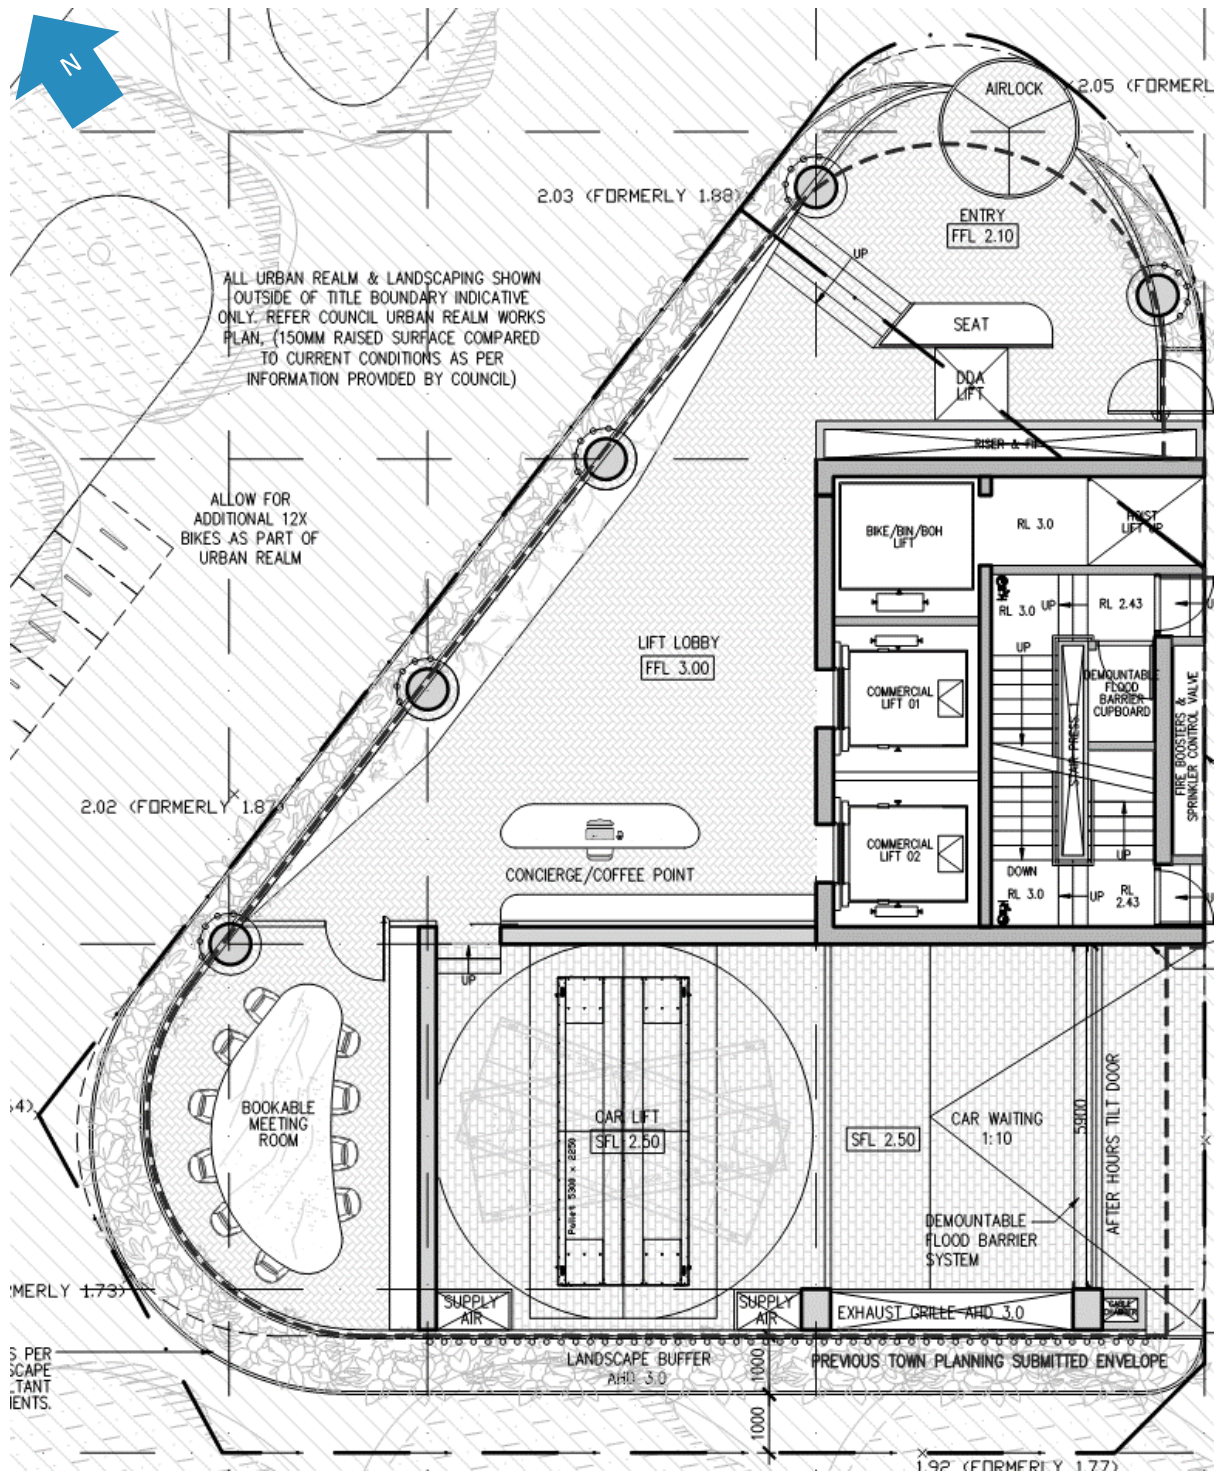 N
AIRLOCK
2.05 (FORMERL
2.03 (FORMERLY 1.88)
ENTRY
FFL 2.10
UP
ALL URBAN REALM & LANDSCAPING SHOWN
OUTSIDE OF TITLE BOUNDARY INDICATIVE
ONLY. REFER COUNCIL URBAN REALM WORKS
PLAN, (150MM RAISED SURFACE COMPARED
TO CURRENT CONDITIONS AS PER
INFORMATION PROVIDED BY COUNCIL)
SEAT
DDA
LIFT
RISER &
ALLOW FOR
ADDITIONAL 12X
BIKES AS PART OF
URBAN REALM
BIKE/BIN/BOH
LIFT
RL 3.0
HOIST
LIFT UP
RL 3.0
UP
RL 2.43
U
UP
LIFT LOBBY
FFL 3.00
COMMERCIAL
LIFT 01
DEMOUNTABLE
FLOOD
BARRIER
CUPBOARD
STAIR PRESS.
FIRE BOOSTERS &
SPRINKLER CONTROL VALVE
2.02 (FORMERLY 1.87)
COMMERCIAL
LIFT 02
CONCIERGE/COFFEE POINT
DOWN
RL 3.0
UP
UP
RL
2.43
U
UP
BOOKABLE
MEETING
ROOM
CAR LIFT
SFL 2.50
Pallet 5300 x 2250
SFL 2.50
CAR WAITING
1:10
5900
AFTER HOURS TILT DOOR
DEMOUNTABLE
FLOOD BARRIER
SYSTEM
54)
RMERLY 1.73)
SUPPLY
AIR
SUPPLY
AIR
EXHAUST GRILLE AHD 3.0
S PER
SCAPE
LTANT
IENTS.
LANDSCAPE BUFFER
AHD 3.0
1000
PREVIOUS TOWN PLANNING SUBMITTED ENVELOPE
1000
1.92 (FORMERLY 1.77)